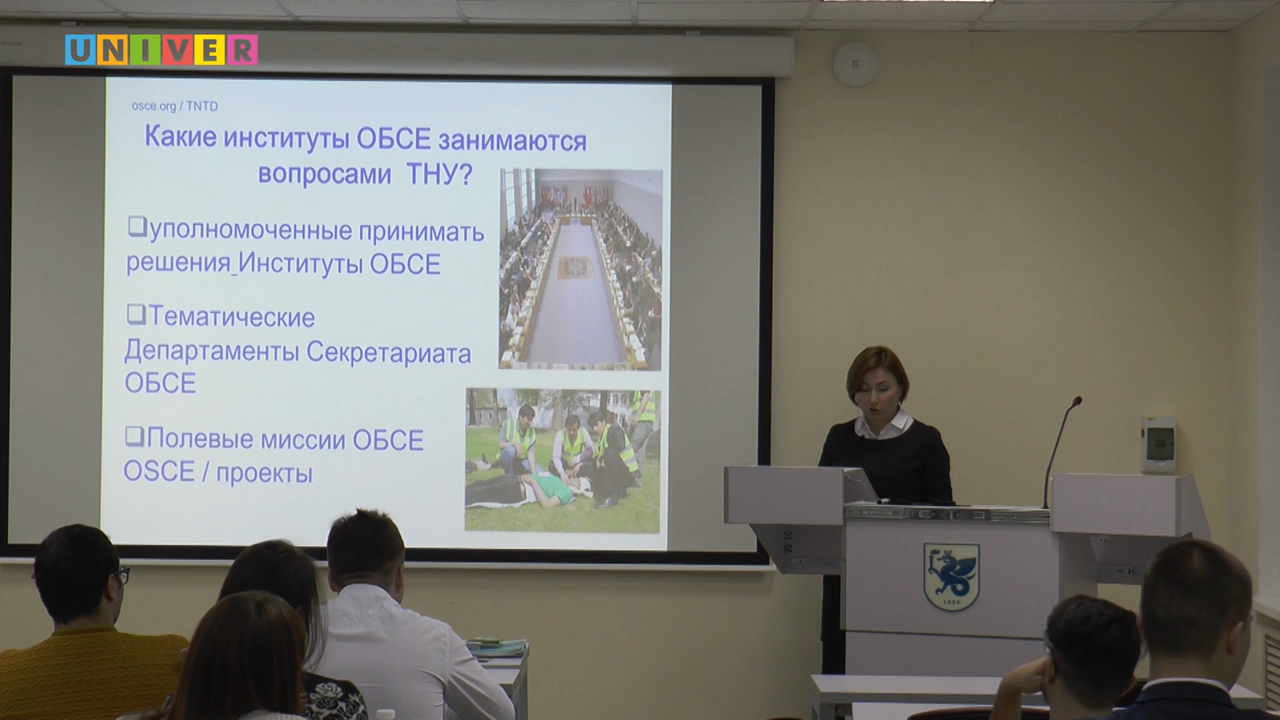 UNIVER
osce.org / TNTD
Какие институты ОБСЕ занимаются
вопросами ТНУ?
❑уполномоченные принимать
решения_Институты ОБСЕ
❑Тематические
Департаменты Секретариата
ОБСЕ
❑Полевые миссии ОБСЕ
OSCE / проекты
1804